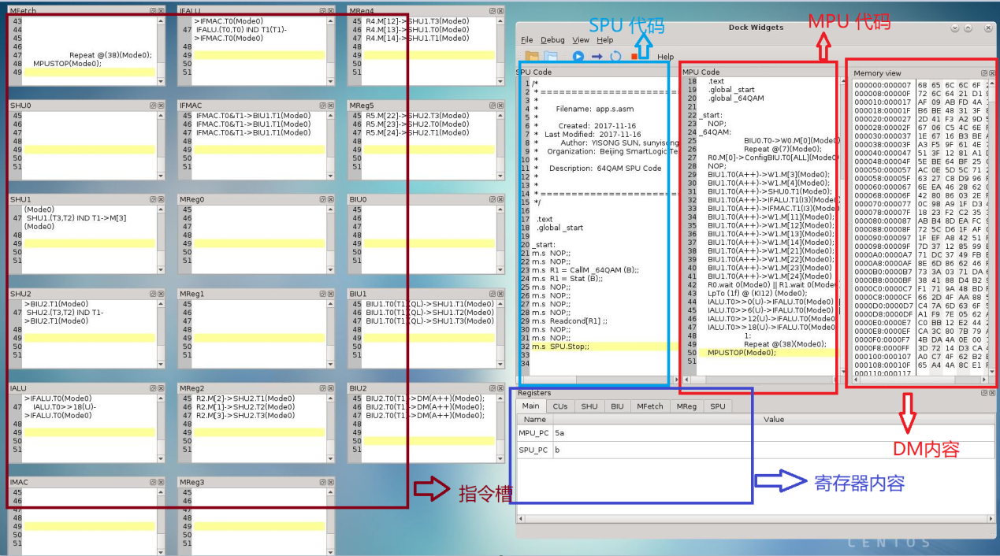 MFetch
43
44
45
46
47 Repeat @(38)(Mode0);
48 MPUSTOP(Mode0);
49
SHU0
45
46
47
48
49
50
51
SHU1
(Mode0)
47 SHU1.(T3,T2) IND T1->M[3]
(Mode0)
48
49
50
51
SHU2
>BIU2.T1(Mode0)
47 SHU2.(T3,T2) IND T1-
>BIU2.T1(Mode0)
48
49
50
51
IALU
>IFALU.T0(Mode0)
47 IALU.T0>>18(U)-
>IFALU.T0(Mode0)
48
49
50
51
IMAC
45
46
47
48
49
50
51
IFALU
>IFMAC.T0(Mode0)
47 IFALU.(T0,T0) IND T1(T1)-
>IFMAC.T0(Mode0)
48
49
50
51
IFMAC
45 IFMAC.T0&T1->BIU1.T1(Mode0)
46 IFMAC.T0&T1->BIU1.T1(Mode0)
47 IFMAC.T0&T1->BIU1.T1(Mode0)
48
49
50
51
MReg0
45
46
47
48
49
50
51
MReg1
45
46
47
48
49
50
51
MReg2
45 R2.M[2]->SHU2.T1(Mode0)
46 R2.M[1]->SHU2.T2(Mode0)
47 R2.M[3]->SHU2.T3(Mode0)
48
49
50
51
MReg3
45
46
47
48
49
50
51
MReg4
45 R4.M[12]->SHU1.T3(Mode0)
46 R4.M[13]->SHU1.T0(Mode0)
47 R4.M[14]->SHU1.T1(Mode0)
48
49
50
51
MReg5
45 R5.M[22]->SHU2.T3(Mode0)
46 R5.M[23]->SHU2.T0(Mode0)
47 R5.M[24]->SHU2.T1(Mode0)
48
49
50
51
BIU0
45
46
47
48
49
50
51
BIU1
45 BIU1.T0(T1)(QL)->SHU1.T1(Mode0)
46 BIU1.T0(T1)(QL)->SHU1.T2(Mode0)
47 BIU1.T0(T1)(QL)->SHU1.T3(Mode0)
48
49
50
51
BIU2
45 BIU2.T0(T1)->DM(A++)(Mode0);
46 BIU2.T0(T1)->DM(A++)(Mode0);
47 BIU2.T0(T1)->DM(A++)(Mode0);
48
49
50
51
指令槽
SPU 代码
MPU 代码
Dock Widgets
File Debug View Help
Help
SPU Code
1 /*
2 * ==========================
3 *
4 * Filename: app.s.asm
5 *
6 * Created: 2017-11-16
7 * Last Modified: 2017-11-16
8 * Author: YISONG SUN, sunyisong
9 * Organization: Beijing SmartLogic Te
10 *
11 * Description: 64QAM SPU Code
12 *
13 *
14 * ==========================
15 */
16
17 .text
18 .global _start
19
20 _start:
21 m.s NOP;;
22 m.s NOP;;
23 m.s R1 = CallM _64QAM (B);;
24 m.s R1 = Stat (B);;
25 m.s NOP;;
26 m.s NOP;;
27 m.s NOP;;
28 m.s NOP;;
29 m.s Readcond[R1] ;;
30 m.s NOP;;
31 m.s NOP;;
32 m.s SPU.Stop;;
33
34
MPU Code
18 .text
19 .global _start
20 .global _64QAM
21
22 _start:
23 NOP;
24 _64QAM:
25 BIU0.T0->W0.M[0](Mode0)
26 Repeat @(7)(Mode0);
27 R0.M[0]->ConfigBIU.T0[ALL](Mode0)
28 NOP;
29 BIU1.T0(A++)->W1.M[3](Mode0);
30 BIU1.T0(A++)->W1.M[4](Mode0);
31 BIU1.T0(A++)->SHU0.T1(Mode0);
32 BIU1.T0(A++)->IFALU.T1(I3)(Mode0)
33 BIU1.T0(A++)->IFMAC.T1(I3)(Mode0)
34 BIU1.T0(A++)->W1.M[11](Mode0);
35 BIU1.T0(A++)->W1.M[12](Mode0);
36 BIU1.T0(A++)->W1.M[13](Mode0);
37 BIU1.T0(A++)->W1.M[14](Mode0);
38 BIU1.T0(A++)->W1.M[21](Mode0);
39 BIU1.T0(A++)->W1.M[22](Mode0);
40 BIU1.T0(A++)->W1.M[23](Mode0)
41 BIU1.T0(A++)->W1.M[24](Mode0)
42 R0.wait 0(Mode0) || R1.wait 0(Mode
43 LpTo (1f) @ (KI12) (Mode0);
44 IALU.T0>>0(U)->IFALU.T0(Mode0) |
45 IALU.T0>>6(U)->IFALU.T0(Mode0) |
46 IALU.T0>>12(U)->IFALU.T0(Mode0)
47 IALU.T0>>18(U)->IFALU.T0(Mode0
48 1:
49 Repeat @(38)(Mode0);
50 MPUSTOP(Mode0);
51
Memory view
000000:000007 68 65 6C 6C 6F
000008:00000F 72 6C 64 21 D1
000010:000017 AF 09 AB FD 4A
000018:00001F B6 BE 48 31 3F
000020:000027 2D 41 F3 A2 9D
000028:00002F 67 06 C5 4C 6E
000030:000037 1E 67 16 B3 BE
000038:00003F A3 F5 9F 61 4E
000040:000047 51 3F 12 81 A1
000048:00004F 5E BE 64 BF 25
000050:000057 AC 0E 5D 5C 71
000058:00005F 63 27 C8 D9 96
000060:000067 6E EA 46 28 62
000068:00006F 42 80 86 03 2E
000070:000077 0C 98 A9 1F D3
000078:00007F 18 23 F2 C2 35
000080:000087 AB B4 8D EA FC
000088:00008F 72 5C D6 1F AF
000090:000097 1F EF A8 42 51
000098:00009F 7D 37 12 85 99
0000A0:0000A7 71 DC 37 49 FB
0000A8:0000AF 8E 6D 86 62 46
0000B0:0000B7 73 3A 03 71 DA
0000B8:0000BF 38 41 88 D4 B2
0000C0:0000C7 F1 71 9A 48 BD
0000C8:0000CF 66 2D 4F AA 88
0000D0:0000D7 C4 7A 6D 63 6F
0000D8:0000DF A1 F9 7E 05 62
0000E0:0000E7 C0 BB 12 E2 44
0000E8:0000EF CA 3C 80 7B 79
0000F0:0000F7 4B DA 4A 0E 00
0000F8:0000FF 3D 72 14 D3 CA
000100:000107 A0 C7 4F 62 B2
000108:00010F 65 A4 4A 8C E1
000110:000117
Registers
Main CUs SHU BIU MFetch MReg SPU
Name Value
MPU_PC 5a
SPU_PC b
DM内容
寄存器内容
CENTOS